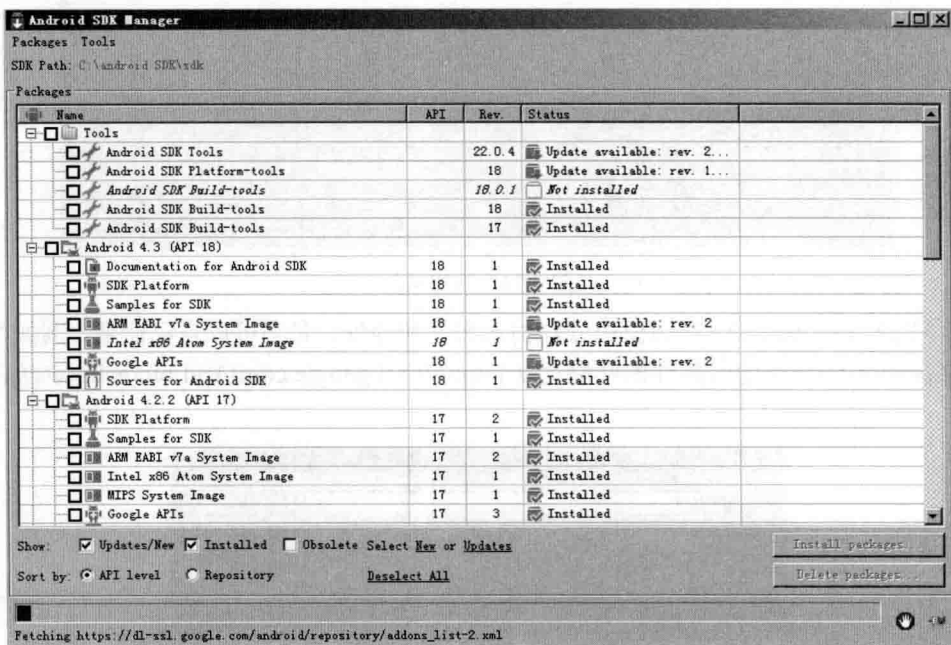 Android SDK Manager
Packages Tools
SDK Path: C:\android SDK\sdk
Packages
Name API Rev. Status
Tools
Android SDK Tools 22.0.4 Update available: rev. 2...
Android SDK Platform-tools 18 Update available: rev. 1...
Android SDK Build-tools 18.0.1 Not installed
Android SDK Build-tools 18 Installed
Android SDK Build-tools 17 Installed
Android 4.3 (API 18)
Documentation for Android SDK 18 1 Installed
SDK Platform 18 1 Installed
Samples for SDK 18 1 Installed
ARM EABI v7a System Image 18 1 Update available: rev. 2
Intel x86 Atom System Image 18 1 Not installed
Google APIs 18 1 Update available: rev. 2
Sources for Android SDK 18 1 Installed
Android 4.2.2 (API 17)
SDK Platform 17 2 Installed
Samples for SDK 17 1 Installed
ARM EABI v7a System Image 17 2 Installed
Intel x86 Atom System Image 17 1 Installed
MIPS System Image 17 1 Installed
Google APIs 17 3 Installed
Show: Updates/New Installed Obsolete Select New or Updates Install packages...
Sort by: API level Repository Deselect All Delete packages...
Fetching https://dl-ssl.google.com/android/repository/addons_list-2.xml